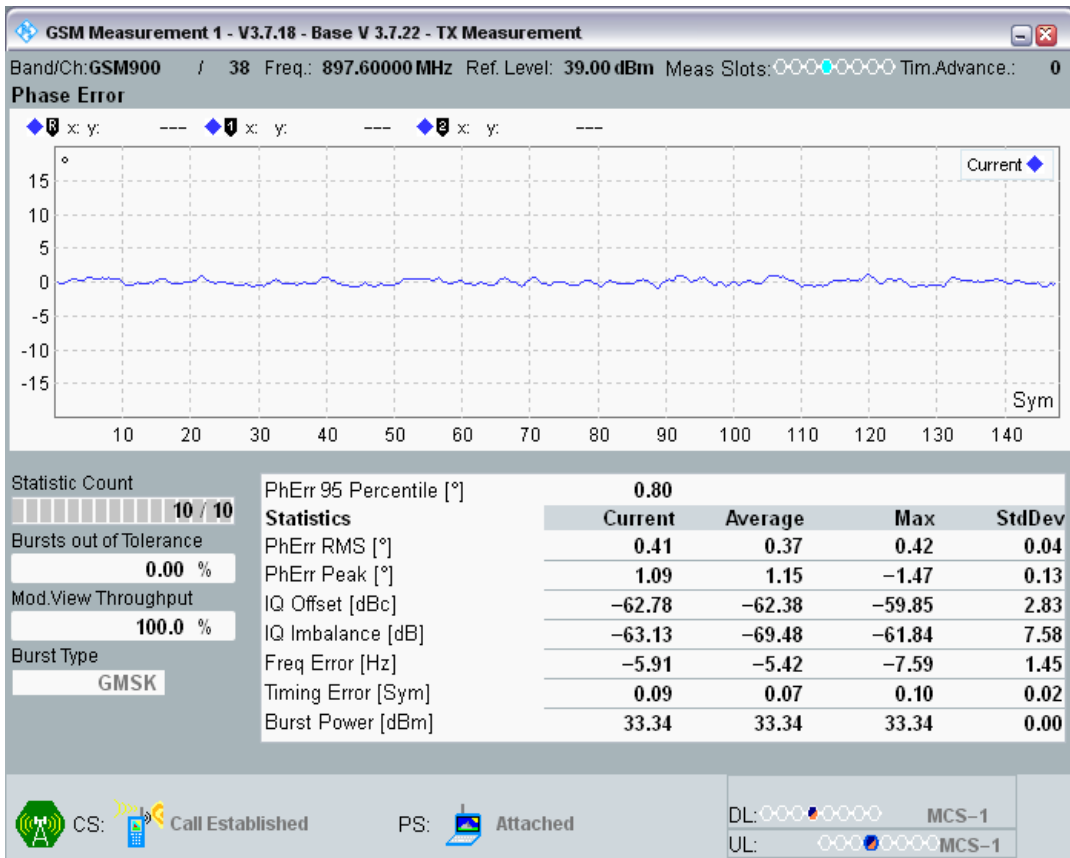 GSM Measurement 1 - V3.7.18 - Base V 3.7.22 - TX Measurement
Band/Ch:GSM900 / 38 Freq.: 897.60000 MHz Ref. Level: 39.00 dBm Meas Slots: Tim.Advance.: 0
Phase Error
R x: y: --- 1 x: y: --- 2 x: y: ---
°
Current
15
10
5
0
-5
-10
-15
Sym
10 20 30 40 50 60 70 80 90 100 110 120 130 140
Statistic Count
10 / 10
Bursts out of Tolerance
0.00 %
Mod.View Throughput
100.0 %
Burst Type
GMSK
PhErr 95 Percentile [°] 0.80
Statistics Current Average Max StdDev
PhErr RMS [°] 0.41 0.37 0.42 0.04
PhErr Peak [°] 1.09 1.15 −1.47 0.13
IQ Offset [dBc] −62.78 −62.38 −59.85 2.83
IQ Imbalance [dB] −63.13 −69.48 −61.84 7.58
Freq Error [Hz] −5.91 −5.42 −7.59 1.45
Timing Error [Sym] 0.09 0.07 0.10 0.02
Burst Power [dBm] 33.34 33.34 33.34 0.00
CS: Call Established PS: Attached
DL: MCS−1
UL: MCS−1